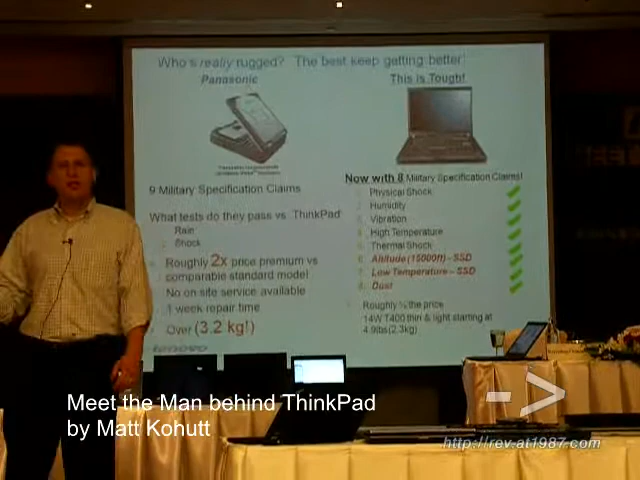 Who's really rugged? The best keep getting better!
Panasonic
This is Tough!
Now with 8 Military Specification Claims!
9 Military Specification Claims
Physical Shock
Humidity
Vibration
High Temperature
Thermal Shock
Altitude (15000ft) - SSD
Low Temperature - SSD
Dust
What tests do they pass vs ThinkPad
Rain
Shock
Roughly 2x price premium vs
comparable standard model
No on site service available
1 week repair time
Over (3.2 kg!)
Roughly ½ the price
14W T400 thin & light starting at
4.9lbs(2.3kg)
lenovo
Meet the Man behind ThinkPad
by Matt Kohutt
->
http://rev.at1987.com